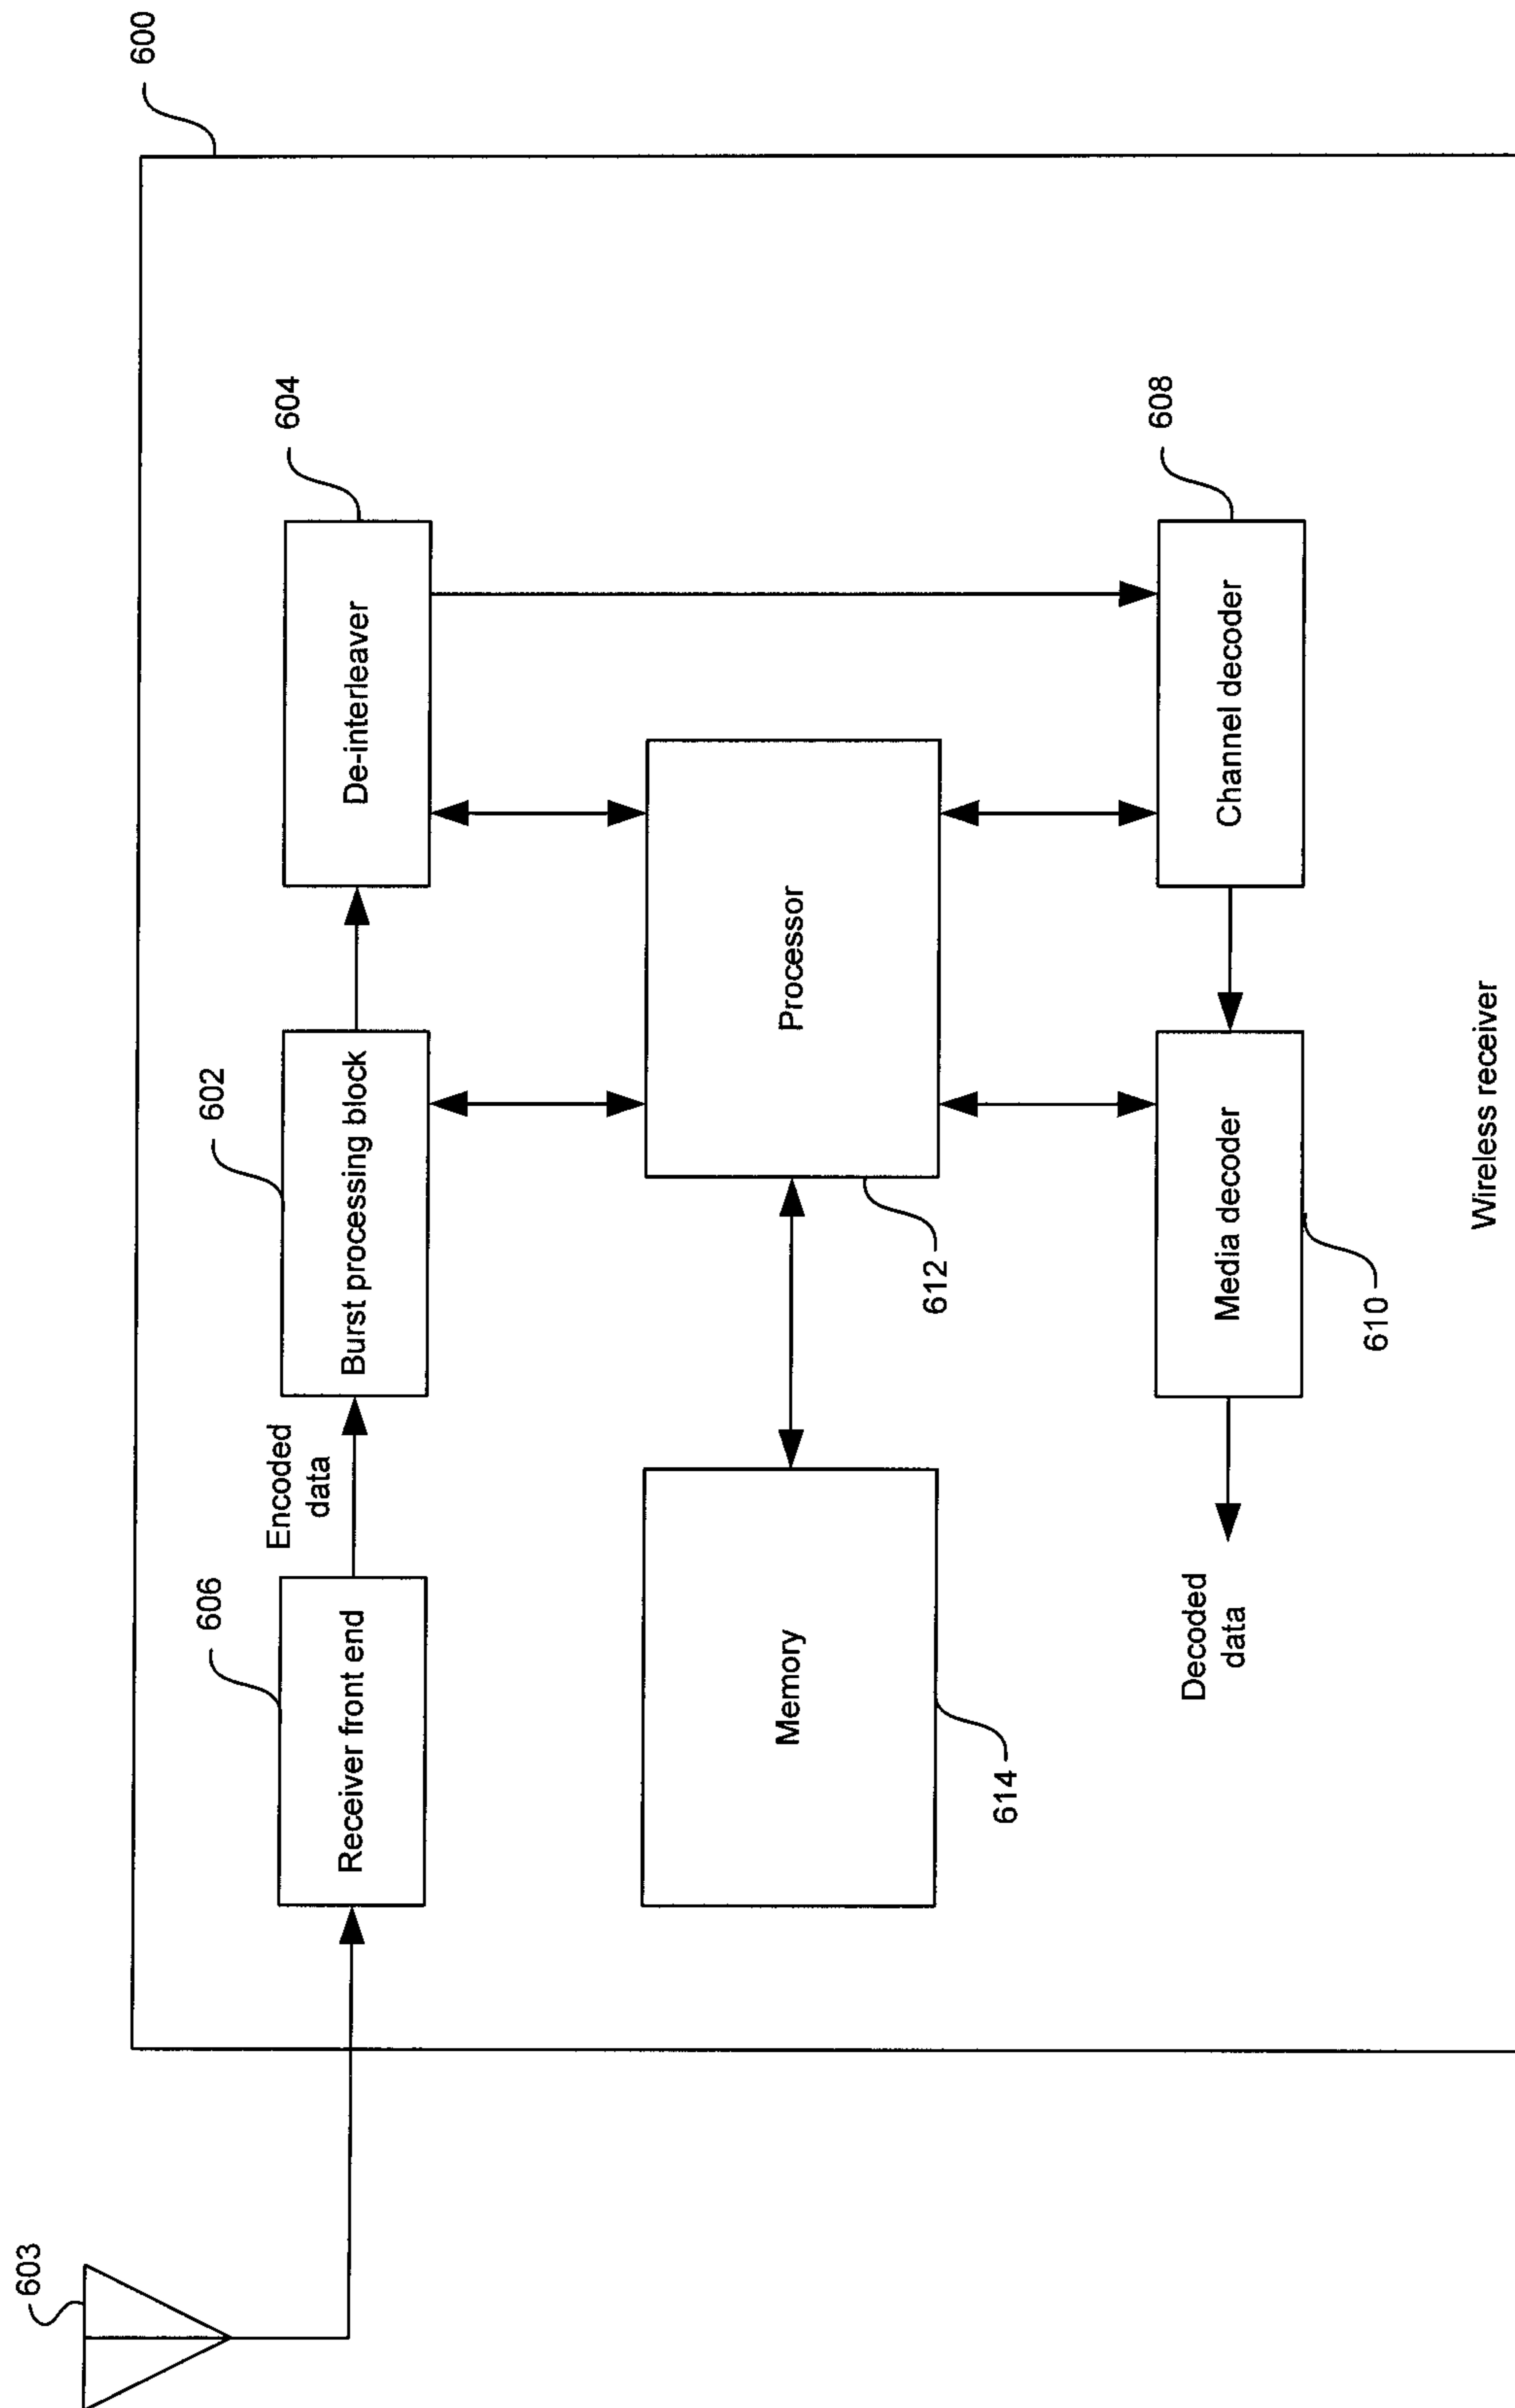 600
603
606
Receiver front end
Encoded
data
602
Burst processing block
604
De-interleaver
Memory
614
Processor
612
Decoded
data
Media decoder
610
Channel decoder
608
Wireless receiver